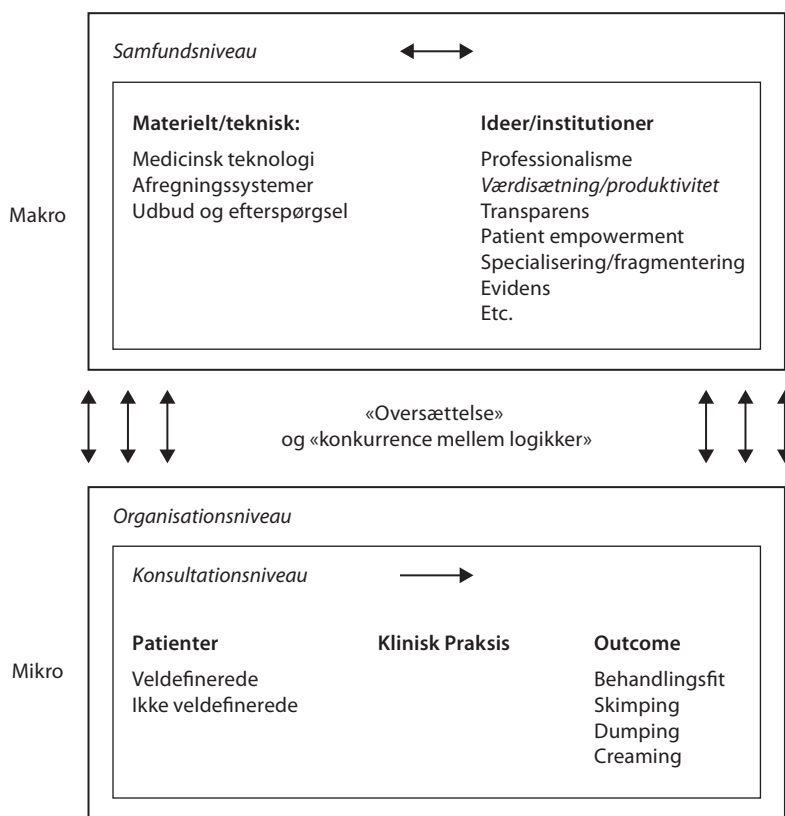 Makro
Samfundsniveau
Materielt/teknisk:
Medicinsk teknologi
Afregningssystemer
Udbud og efterspørgsel
Ideer/institutioner
Professionalisme
Værdisætning/produktivitet
Transparens
Patient empowerment
Specialisering/fragmentering
Evidens
Etc.
«Oversættelse»
og «konkurrence mellem logikker»
Mikro
Organisationsniveau
Konsultationsniveau
Patienter
Veldefinerede
Ikke veldefinerede
Klinisk Praksis
Outcome
Behandlingsfit
Skimping
Dumping
Creaming